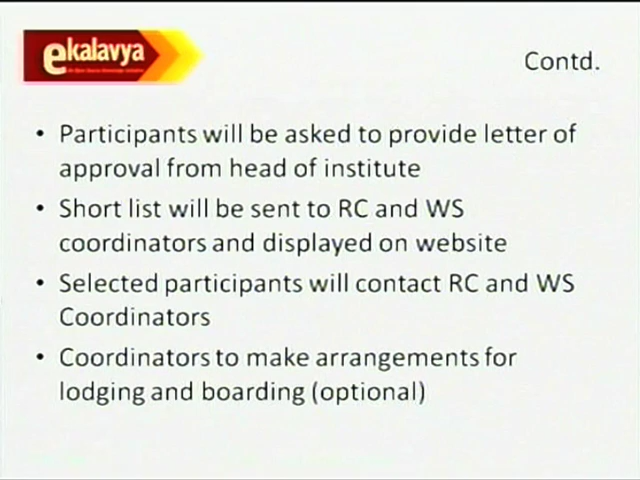 ekalavya
Contd.
• Participants will be asked to provide letter of
approval from head of institute
• Short list will be sent to RC and WS
coordinators and displayed on website
• Selected participants will contact RC and WS
Coordinators
• Coordinators to make arrangements for
lodging and boarding (optional)